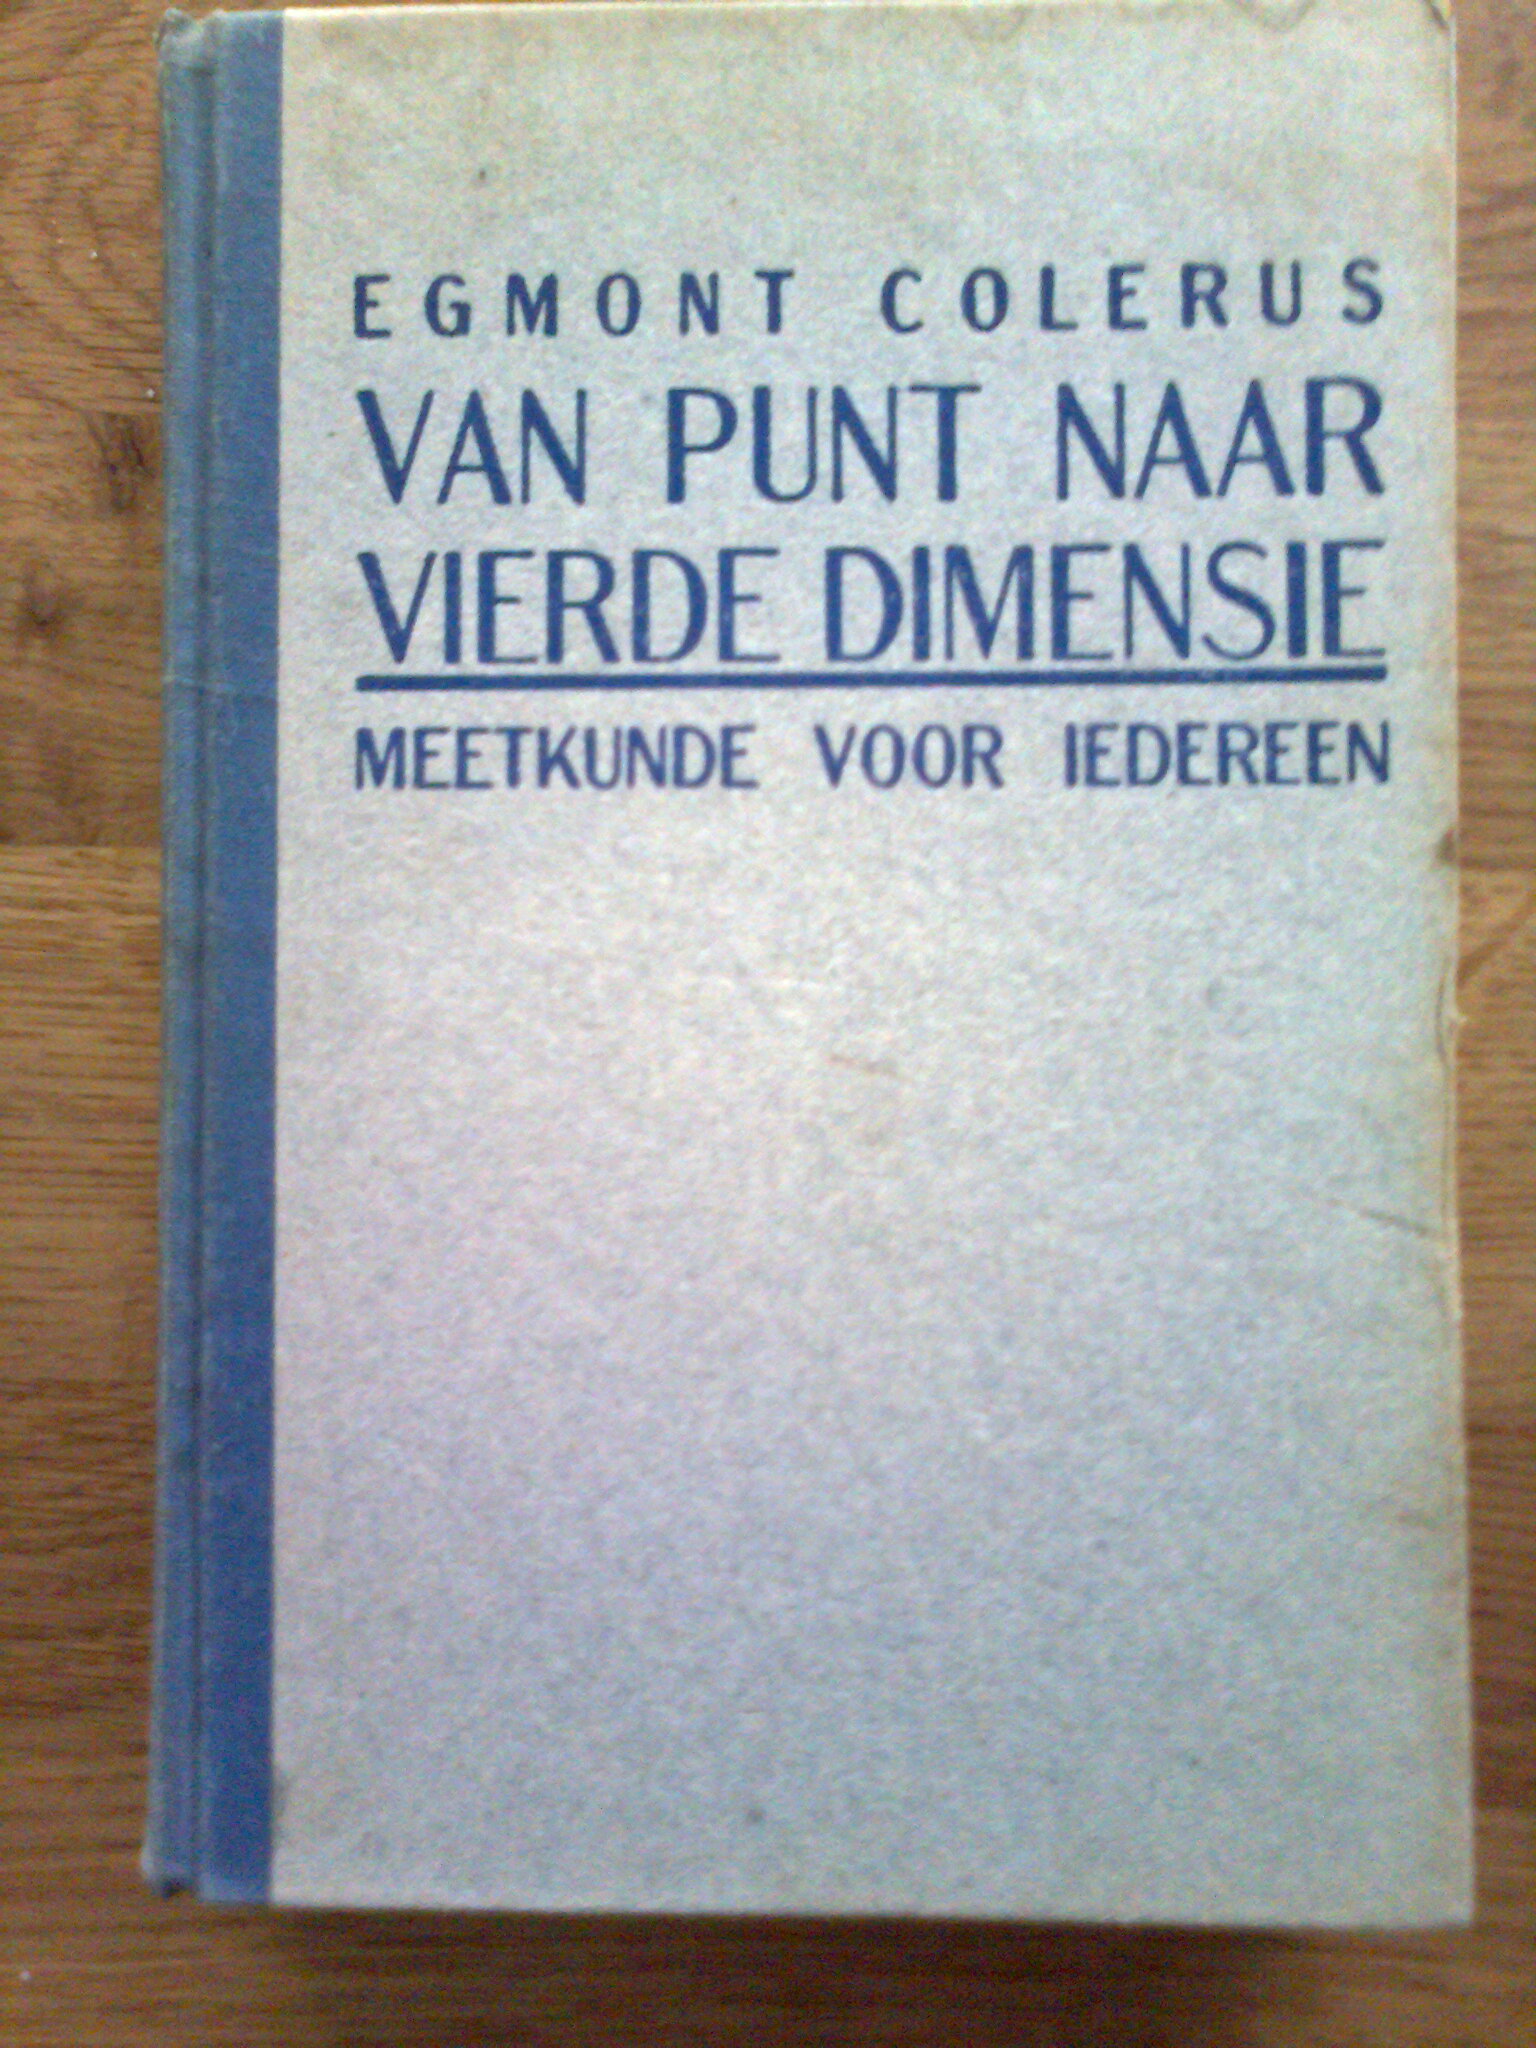 EGMONT COLERUS
VAN PUNT NAAR
VIERDE DIMENSIE
MEETKUNDE VOOR IEDEREEN